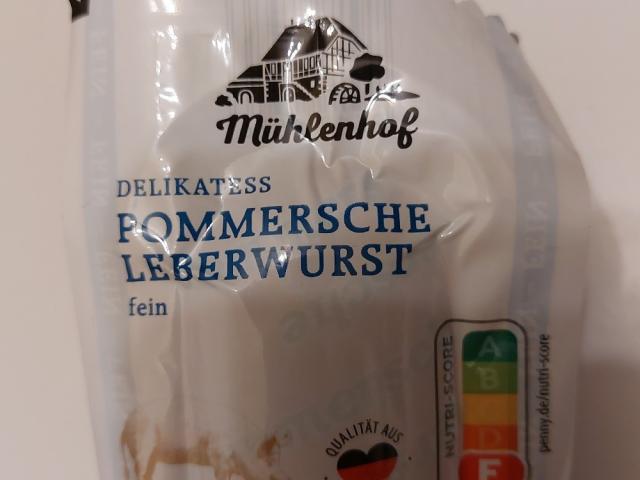 Mühlenhof
DELIKATESS
POMMERSCHE
LEBERWURST
fein
QUALITÄT AUS
NUTRI-SCORE
A
B
D
E
penny.de/nutri-score